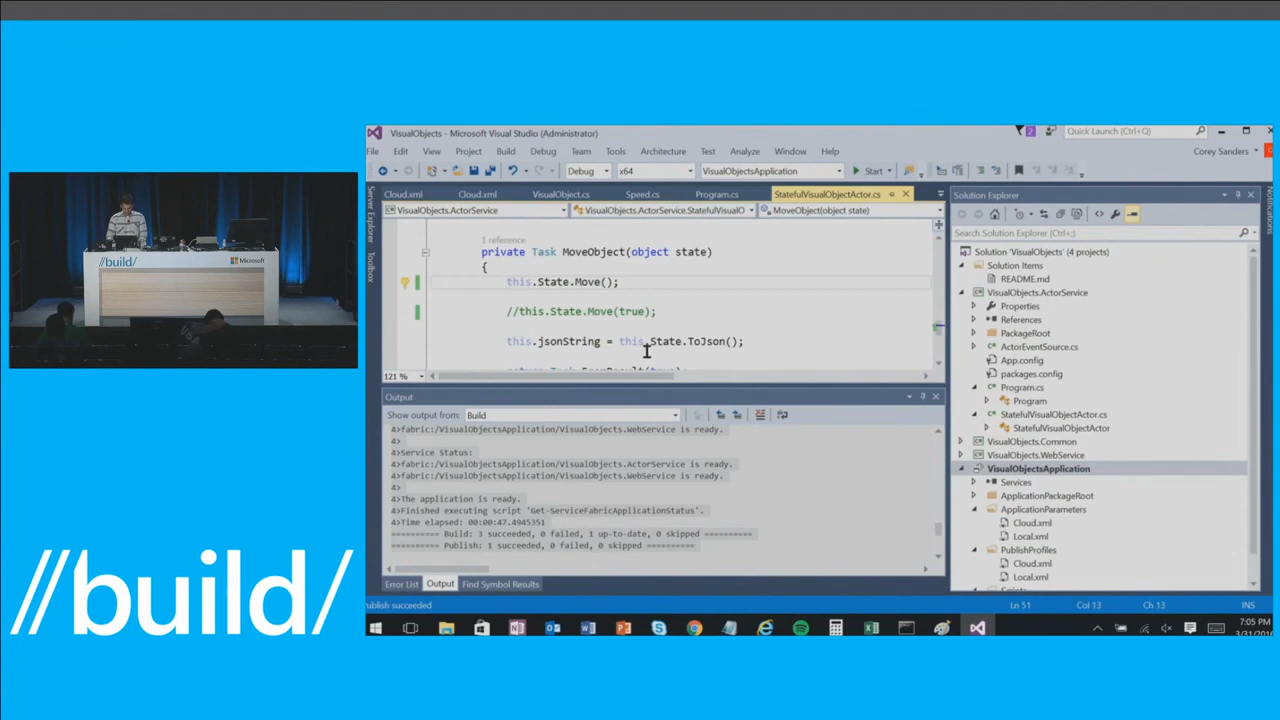 VisualObjects - Microsoft Visual Studio (Administrator)
2
Quick Launch (Ctrl+;)
File Edit View Project Build Debug Team Tools Architecture Test Analyze Window Help
Corey Sanders
Debug x64 VisualObjectsApplication Start
Server Explorer
Toolbox
Notifications
Cloud.xml Cloud.xml VisualObject.cs Speed.cs Program.cs StatefulVisualObjectActor.cs
VisualObjects.ActorService VisualObjects.ActorService.StatefulVisualO MoveObject(object state)
1 reference
private Task MoveObject(object state)
{
this.State.Move();
//this.State.Move(true);
this.jsonString = this.State.ToJson();
121 %
Output
Show output from: Build
4>fabric:/VisualObjectsApplication/VisualObjects.WebService is ready.
4>
4>Service Status:
4>fabric:/VisualObjectsApplication/VisualObjects.ActorService is ready.
4>fabric:/VisualObjectsApplication/VisualObjects.WebService is ready.
4>
4>The application is ready.
4>Finished executing script 'Get-ServiceFabricApplicationStatus'.
4>Time elapsed: 00:00:47.4945351
========== Build: 3 succeeded, 0 failed, 1 up-to-date, 0 skipped ==========
========== Publish: 1 succeeded, 0 failed, 0 skipped ==========
Error List Output Find Symbol Results
Solution Explorer
Search Solution Explorer (Ctrl+;)
Solution 'VisualObjects' (4 projects)
Solution Items
README.md
VisualObjects.ActorService
Properties
References
PackageRoot
ActorEventSource.cs
App.config
packages.config
Program.cs
Program
StatefulVisualObjectActor.cs
StatefulVisualObjectActor
VisualObjects.Common
VisualObjects.WebService
VisualObjectsApplication
Services
ApplicationPackageRoot
ApplicationParameters
Cloud.xml
Local.xml
PublishProfiles
Cloud.xml
Local.xml
Publish succeeded Ln 51 Col 13 Ch 13 INS
7:05 PM
//build/
Microsoft
//build/